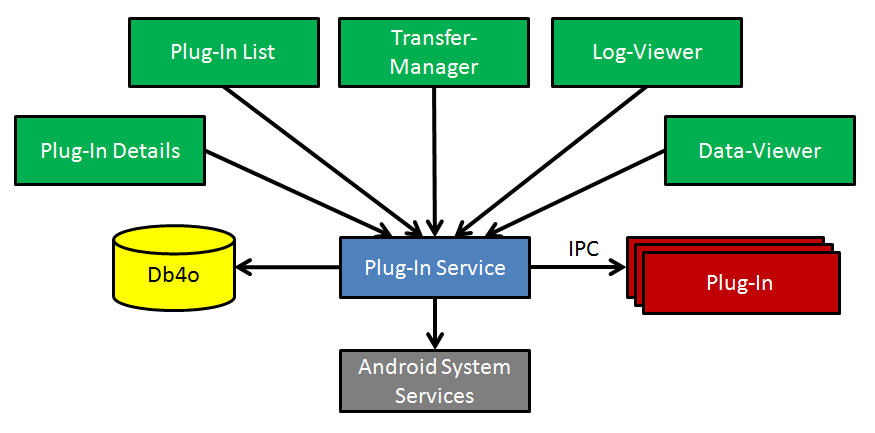 Plug-In List
Transfer-
Manager
Log-Viewer
Plug-In Details
Data-Viewer
Db4o
Plug-In Service
IPC
Plug-In
Android System
Services